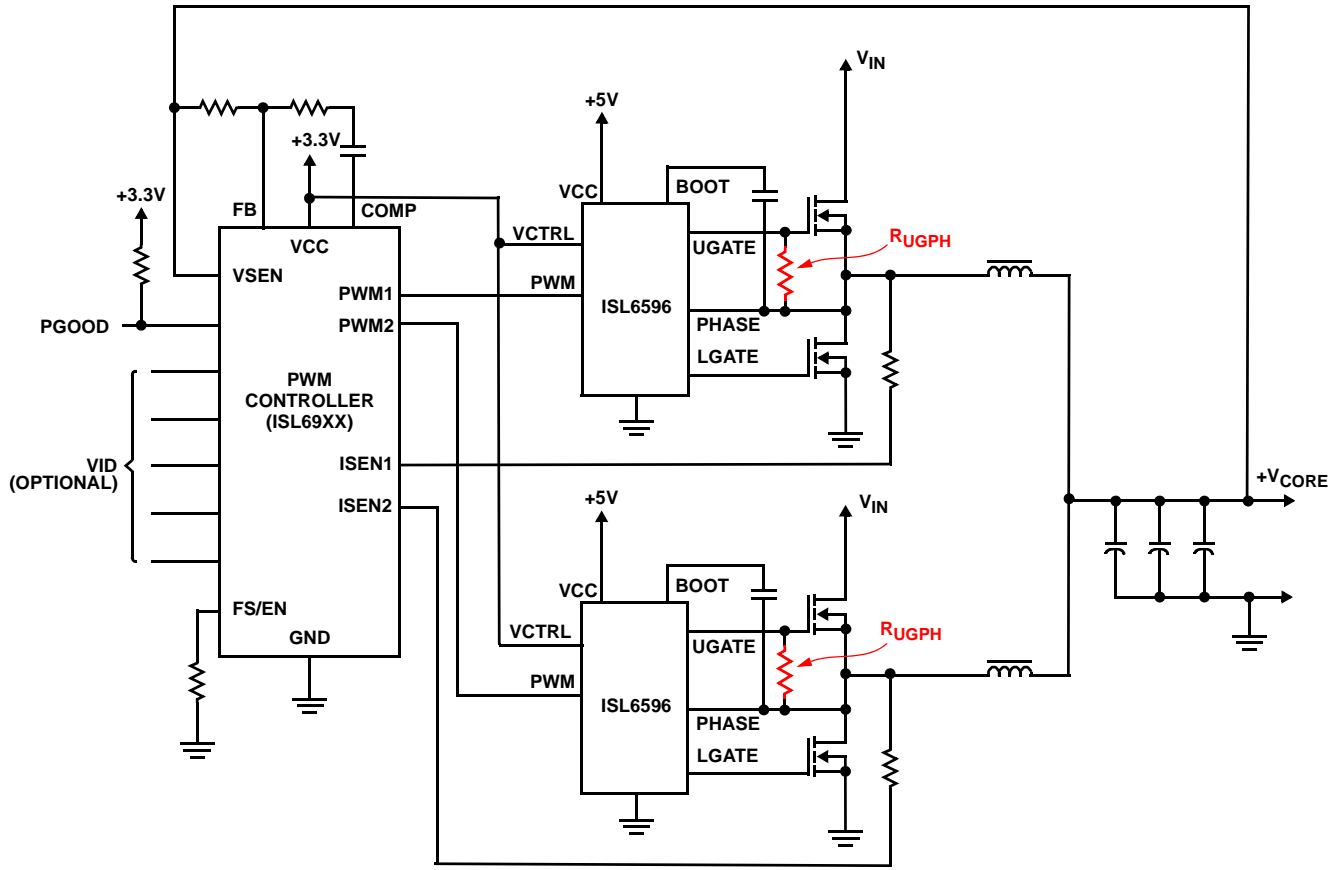 VIN
+5V
+3.3V
BOOT
+3.3V
VCC
FB
COMP
VCC
VCTRL
UGATE
RUGPH
VSEN
PWM
PWM1
ISL6596
PGOOD
PWM2
PHASE
LGATE
PWM
CONTROLLER
(ISL69XX)
VID
(OPTIONAL)
ISEN1
+VCORE
ISEN2
+5V
VIN
BOOT
VCC
FS/EN
GND
VCTRL
UGATE
RUGPH
PWM
ISL6596
PHASE
LGATE